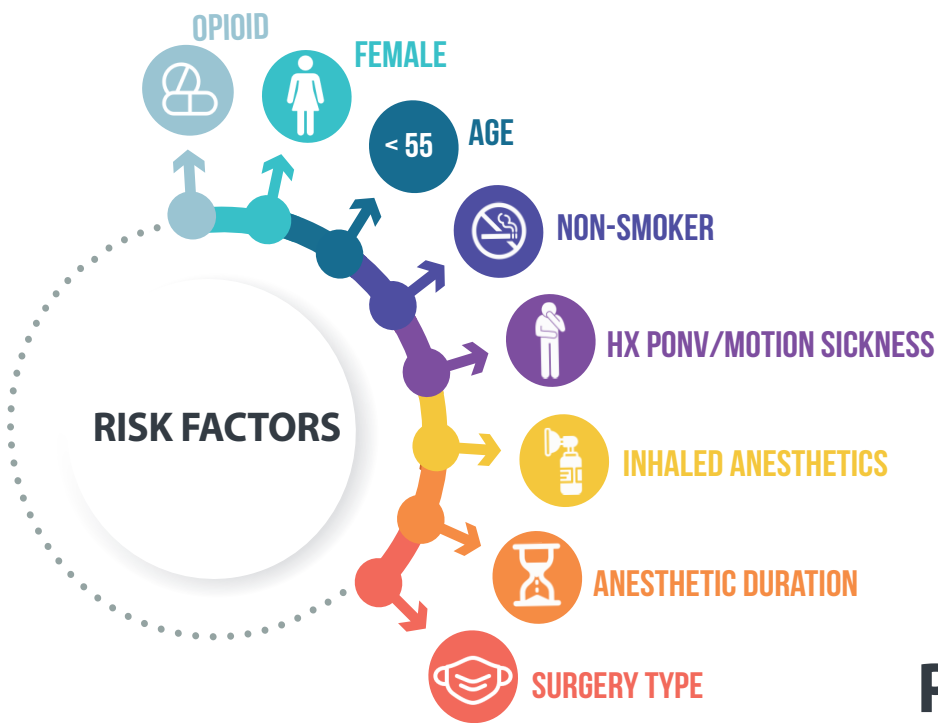 OPIOID
FEMALE
< 55
AGE
NON-SMOKER
HX PONV/MOTION SICKNESS
RISK FACTORS
INHALED ANESTHETICS
ANESTHETIC DURATION
SURGERY TYPE